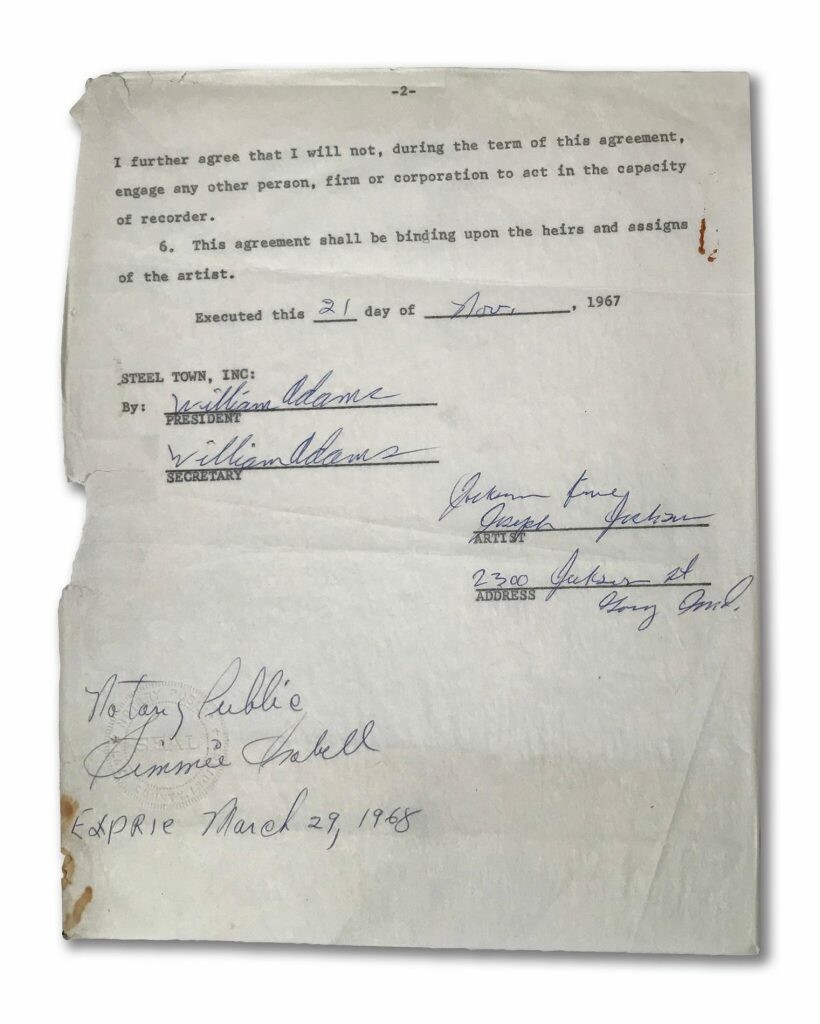 -2-
I further agree that I will not, during the term of this agreement,
engage any other person, firm or corporation to act in the capacity
of recorder.
6. This agreement shall be binding upon the heirs and assigns
of the artist.
Executed this 21 day of Nov. , 1967
STEEL TOWN, INC:
By: William Adams
PRESIDENT
William Adams
SECRETARY
Jackson Five
Joseph Jackson
ARTIST
2300 Jackson st
ADDRESS
Gary Ind.
Notary Public
SEAL
Exprie March 29, 1968